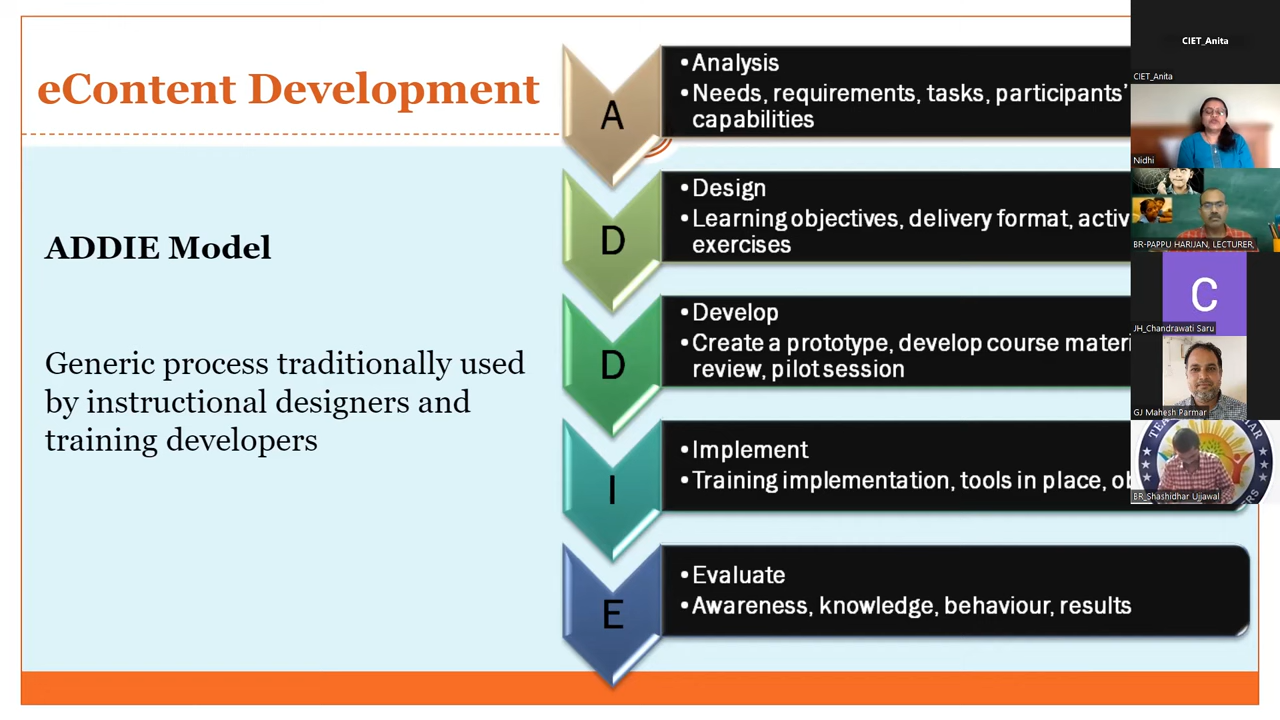 eContent Development
ADDIE Model
Generic process traditionally used
by instructional designers and
training developers
A
•Analysis
•Needs, requirements, tasks, participants’
capabilities
D
•Design
•Learning objectives, delivery format,
exercises
D
•Develop
•Create a prototype, develop course
review, pilot session
I
•Implement
•Training implementation, tools in place,
E
•Evaluate
•Awareness, knowledge, behaviour, results
CIET_Anita
CIET_Anita
Nidhi
BR-PAPPU HARIJAN, LECTURER,
C
JH_Chandrawati Saru
GJ Mahesh Parmar
BR_Shashidhar Ujjawal